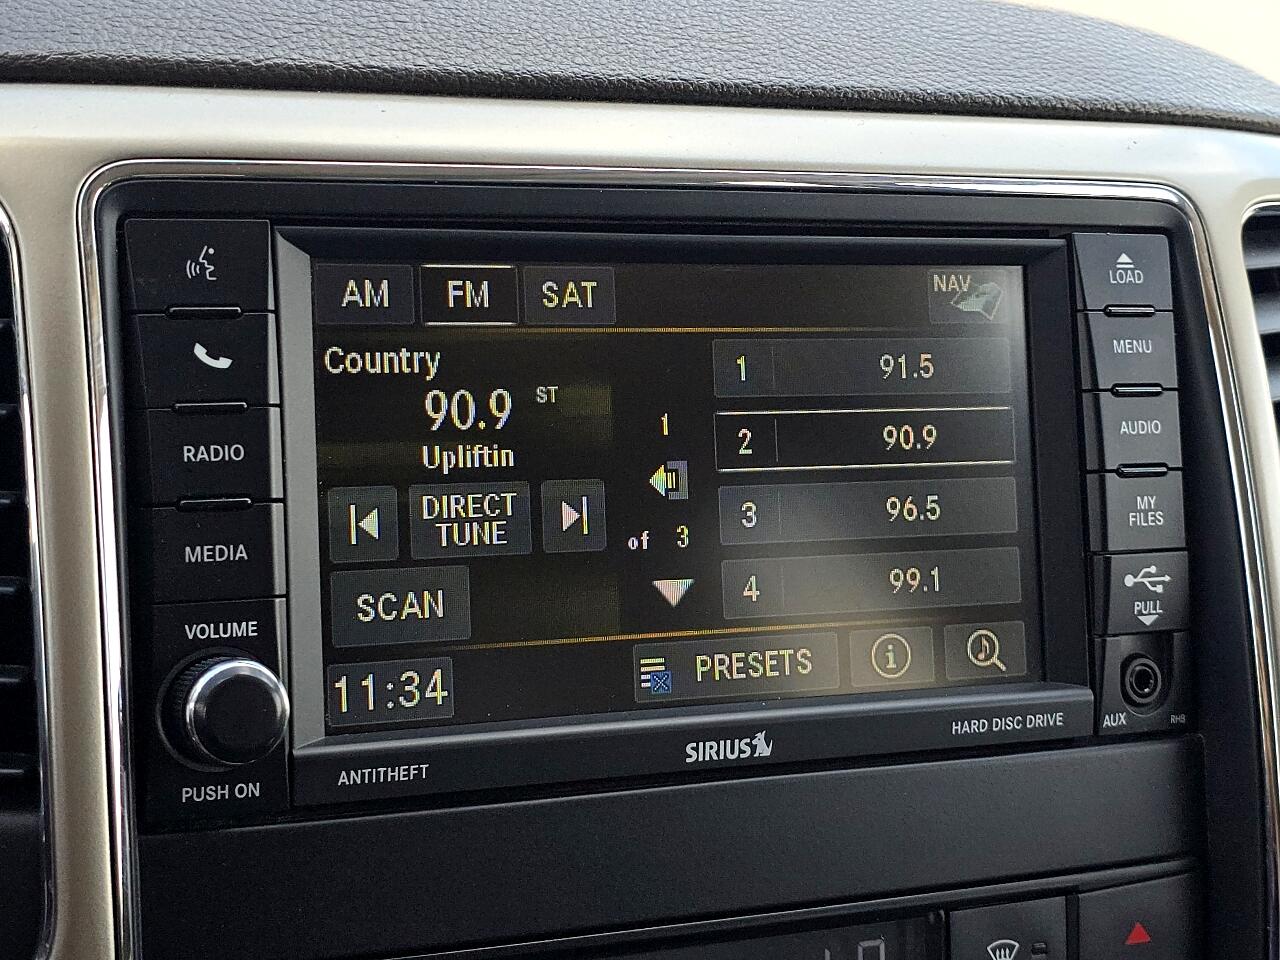 AM FM SAT NAV
Country
90.9 ST
Upliftin
DIRECT
TUNE
SCAN
11:34
1
of 3
1 91.5
2 90.9
3 96.5
4 99.1
PRESETS
i
RADIO
MEDIA
VOLUME
PUSH ON
LOAD
MENU
AUDIO
MY
FILES
PULL
AUX RHB
ANTITHEFT
SIRIUS
HARD DISC DRIVE